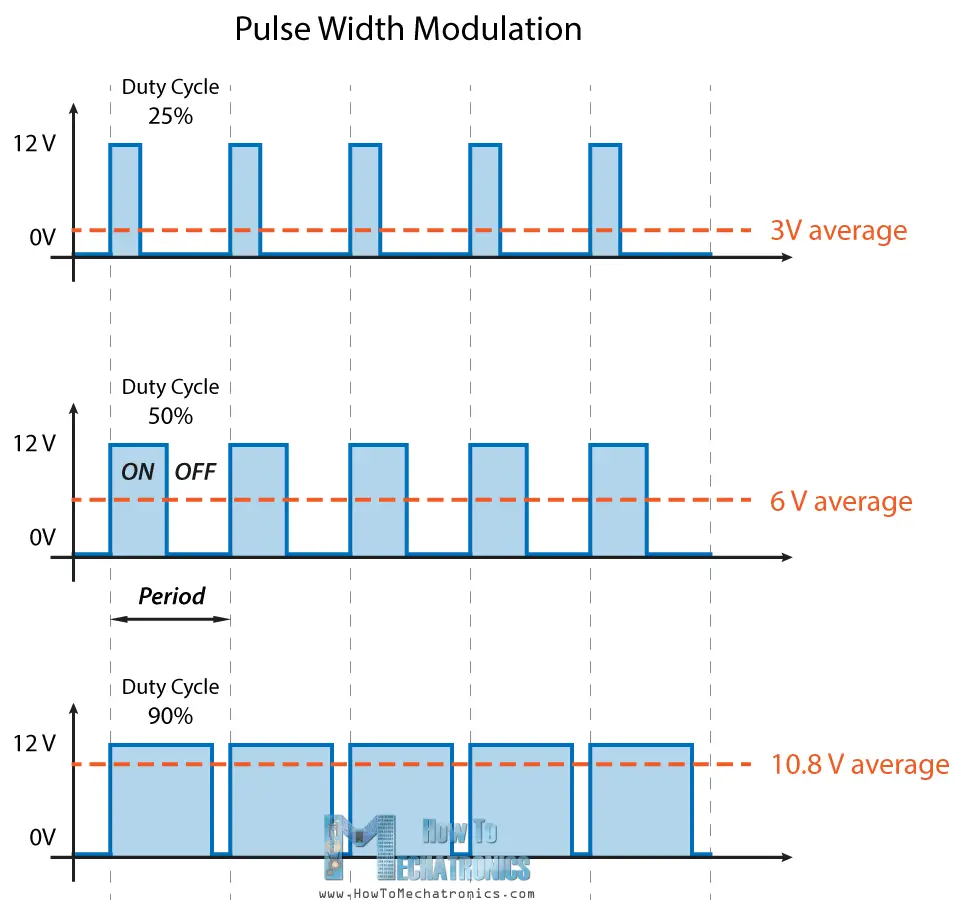 Pulse Width Modulation
Duty Cycle
25%
12 V
0V
3V average
Duty Cycle
50%
12 V
ON OFF
6 V average
0V
Period
Duty Cycle
90%
12 V
10.8 V average
0V
How To
Mechatronics
www.HowToMechatronics.com